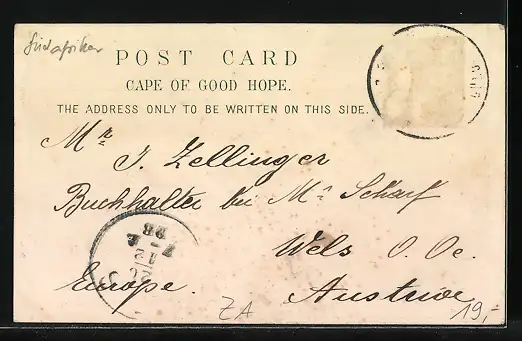 Südafrika
POST CARD
CAPE OF GOOD HOPE.
THE ADDRESS ONLY TO BE WRITTEN ON THIS SIDE.
Mr. J. Zellinger
Buchhalter bei Mr. Scharf
Wels O. Oe.
Europe. Austria
ZA
19,-